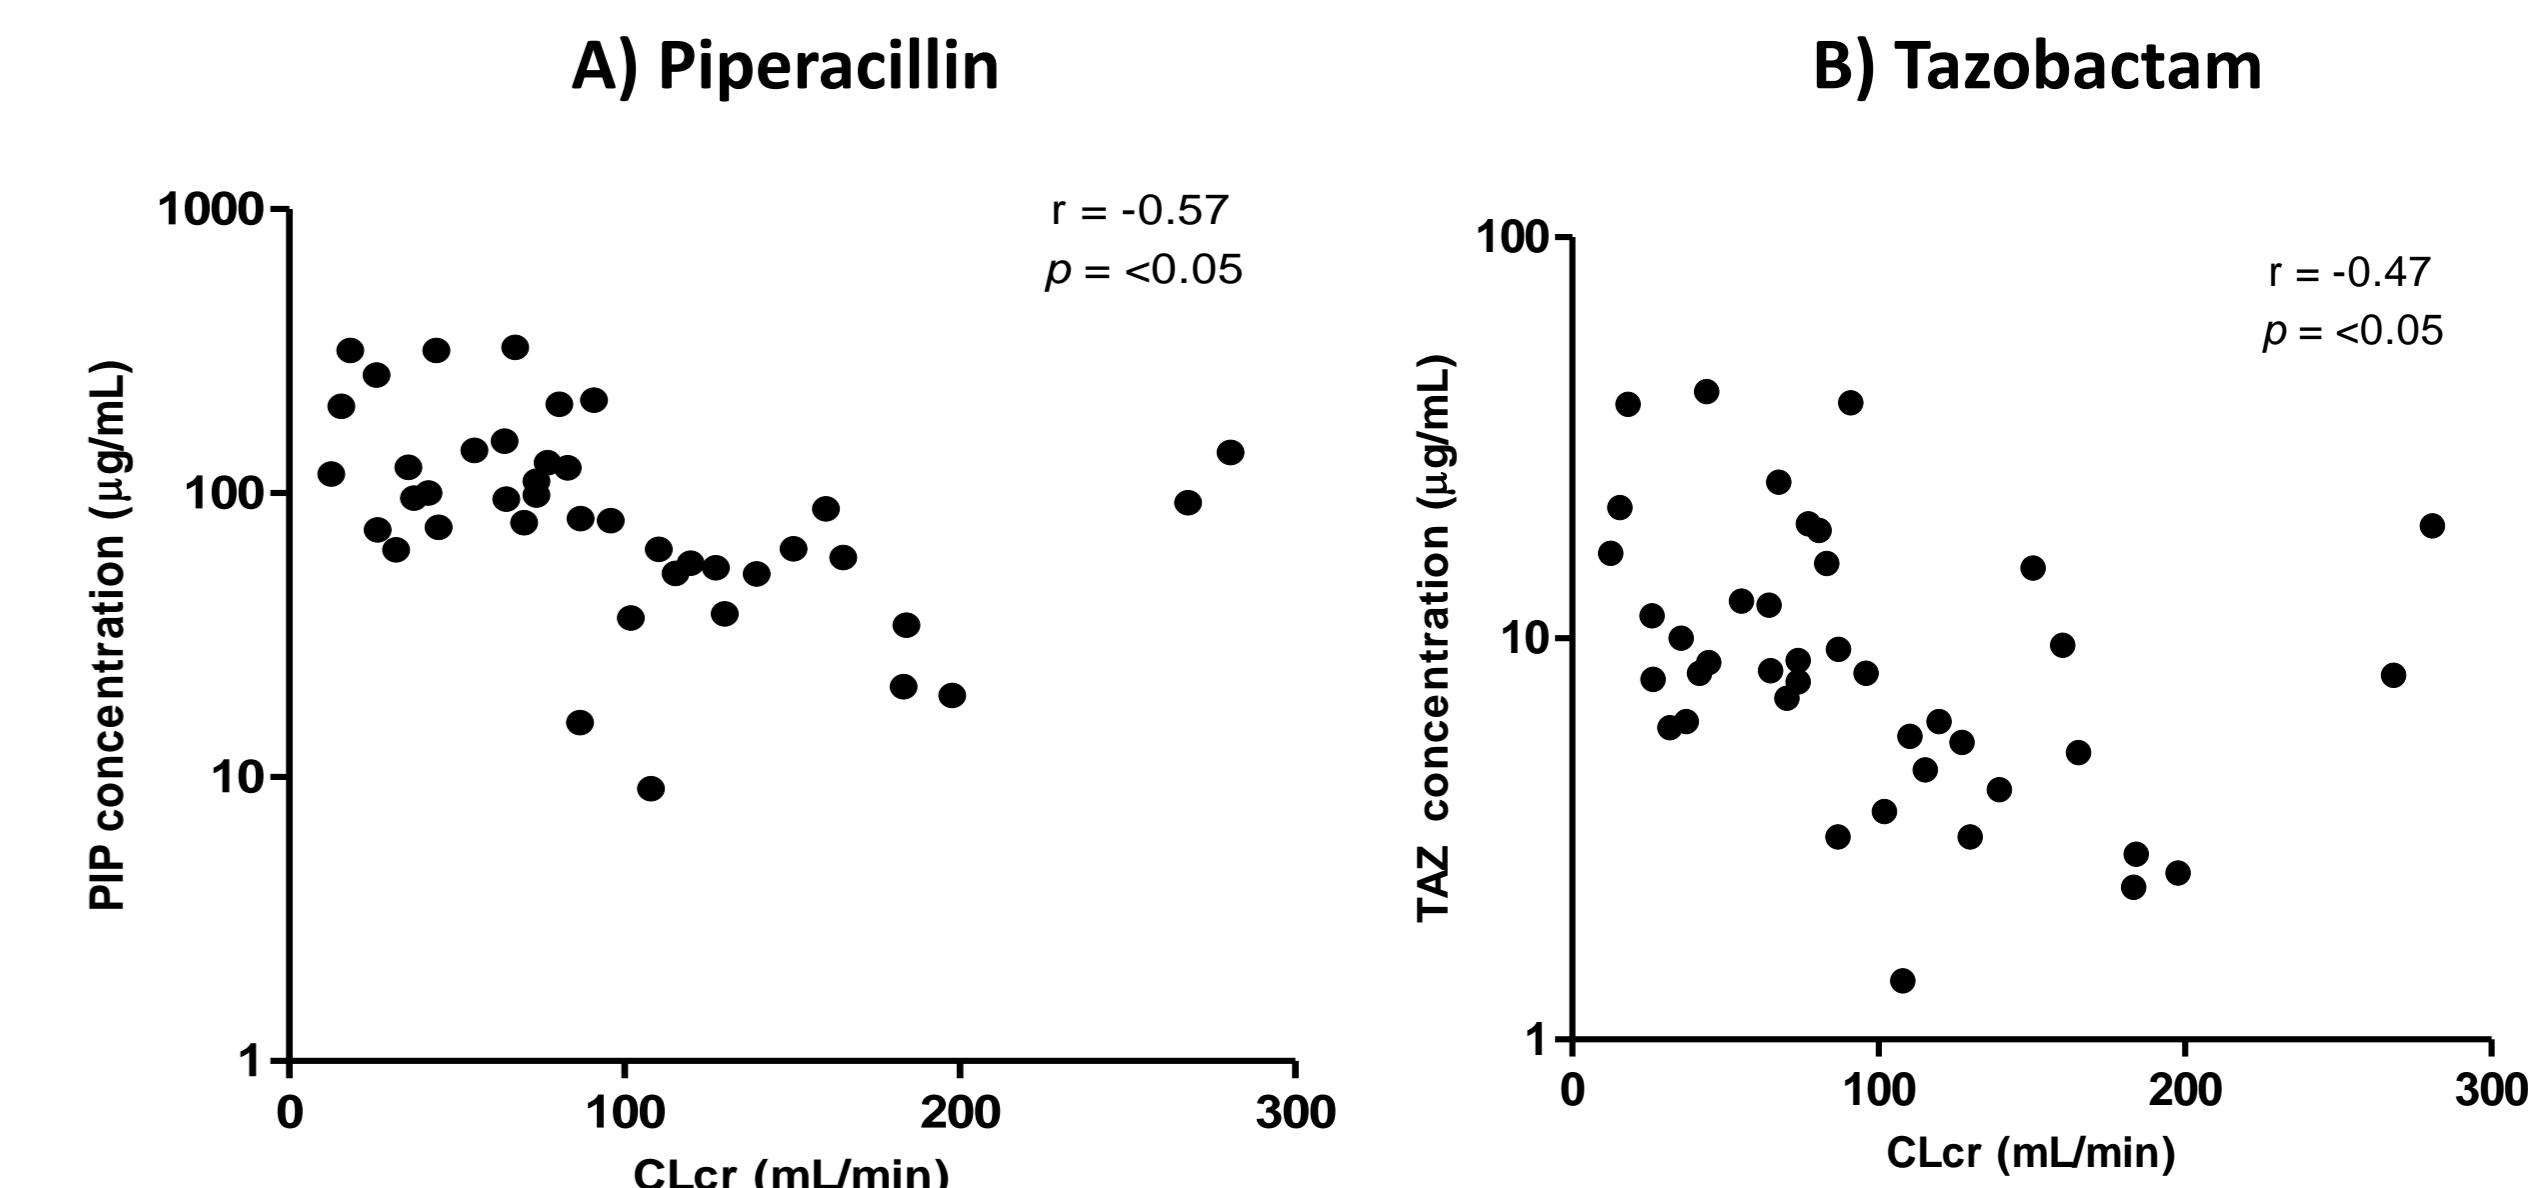 A) Piperacillin
1000
100
10
1
PIP concentration (µg/mL)
r = -0.57
p = <0.05
0 100 200 300
CLcr (mL/min)
B) Tazobactam
100
10
1
TAZ concentration (µg/mL)
r = -0.47
p = <0.05
0 100 200 300
CLcr (mL/min)